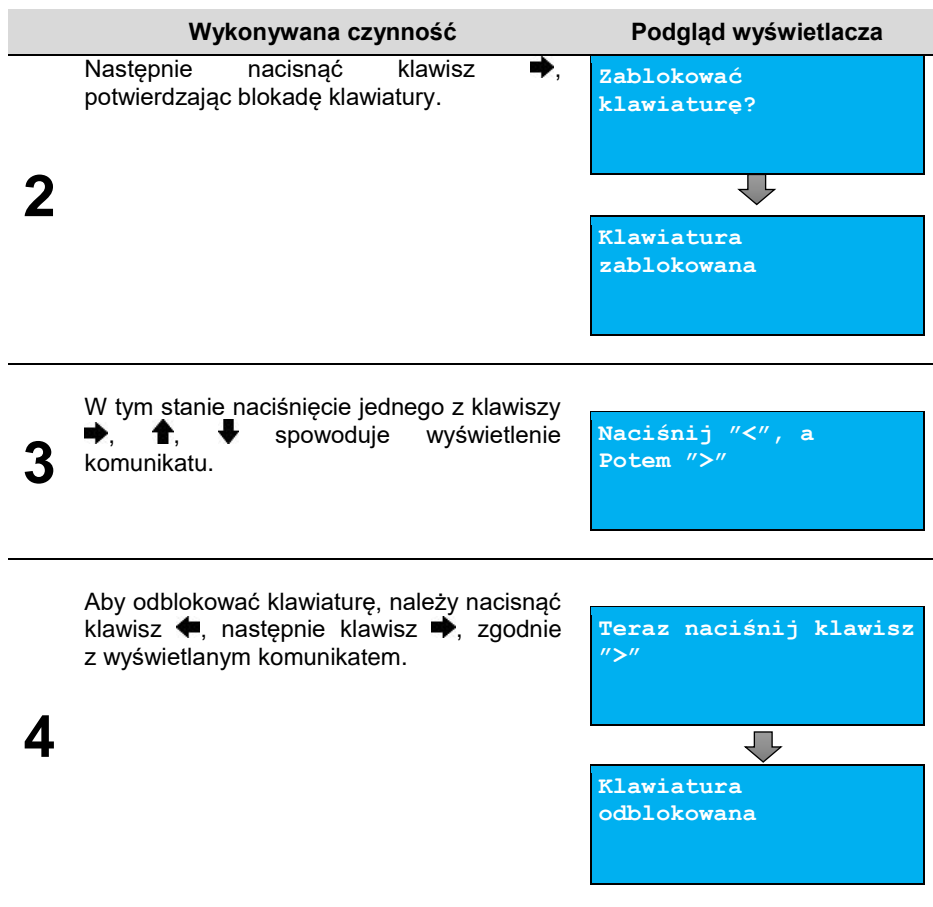 Wykonywana czynność Podgląd wyświetlacza
2
Następnie nacisnąć klawisz ➡,
potwierdzając blokadę klawiatury.
Zablokować
klawiaturę?
Klawiatura
zablokowana
3
W tym stanie naciśnięcie jednego z klawiszy
➡, ⬆, ⬇ spowoduje wyświetlenie
komunikatu.
Naciśnij "<", a
Potem ">"
4
Aby odblokować klawiaturę, należy nacisnąć
klawisz ⬅, następnie klawisz ➡, zgodnie
z wyświetlanym komunikatem.
Teraz naciśnij klawisz
">"
Klawiatura
odblokowana